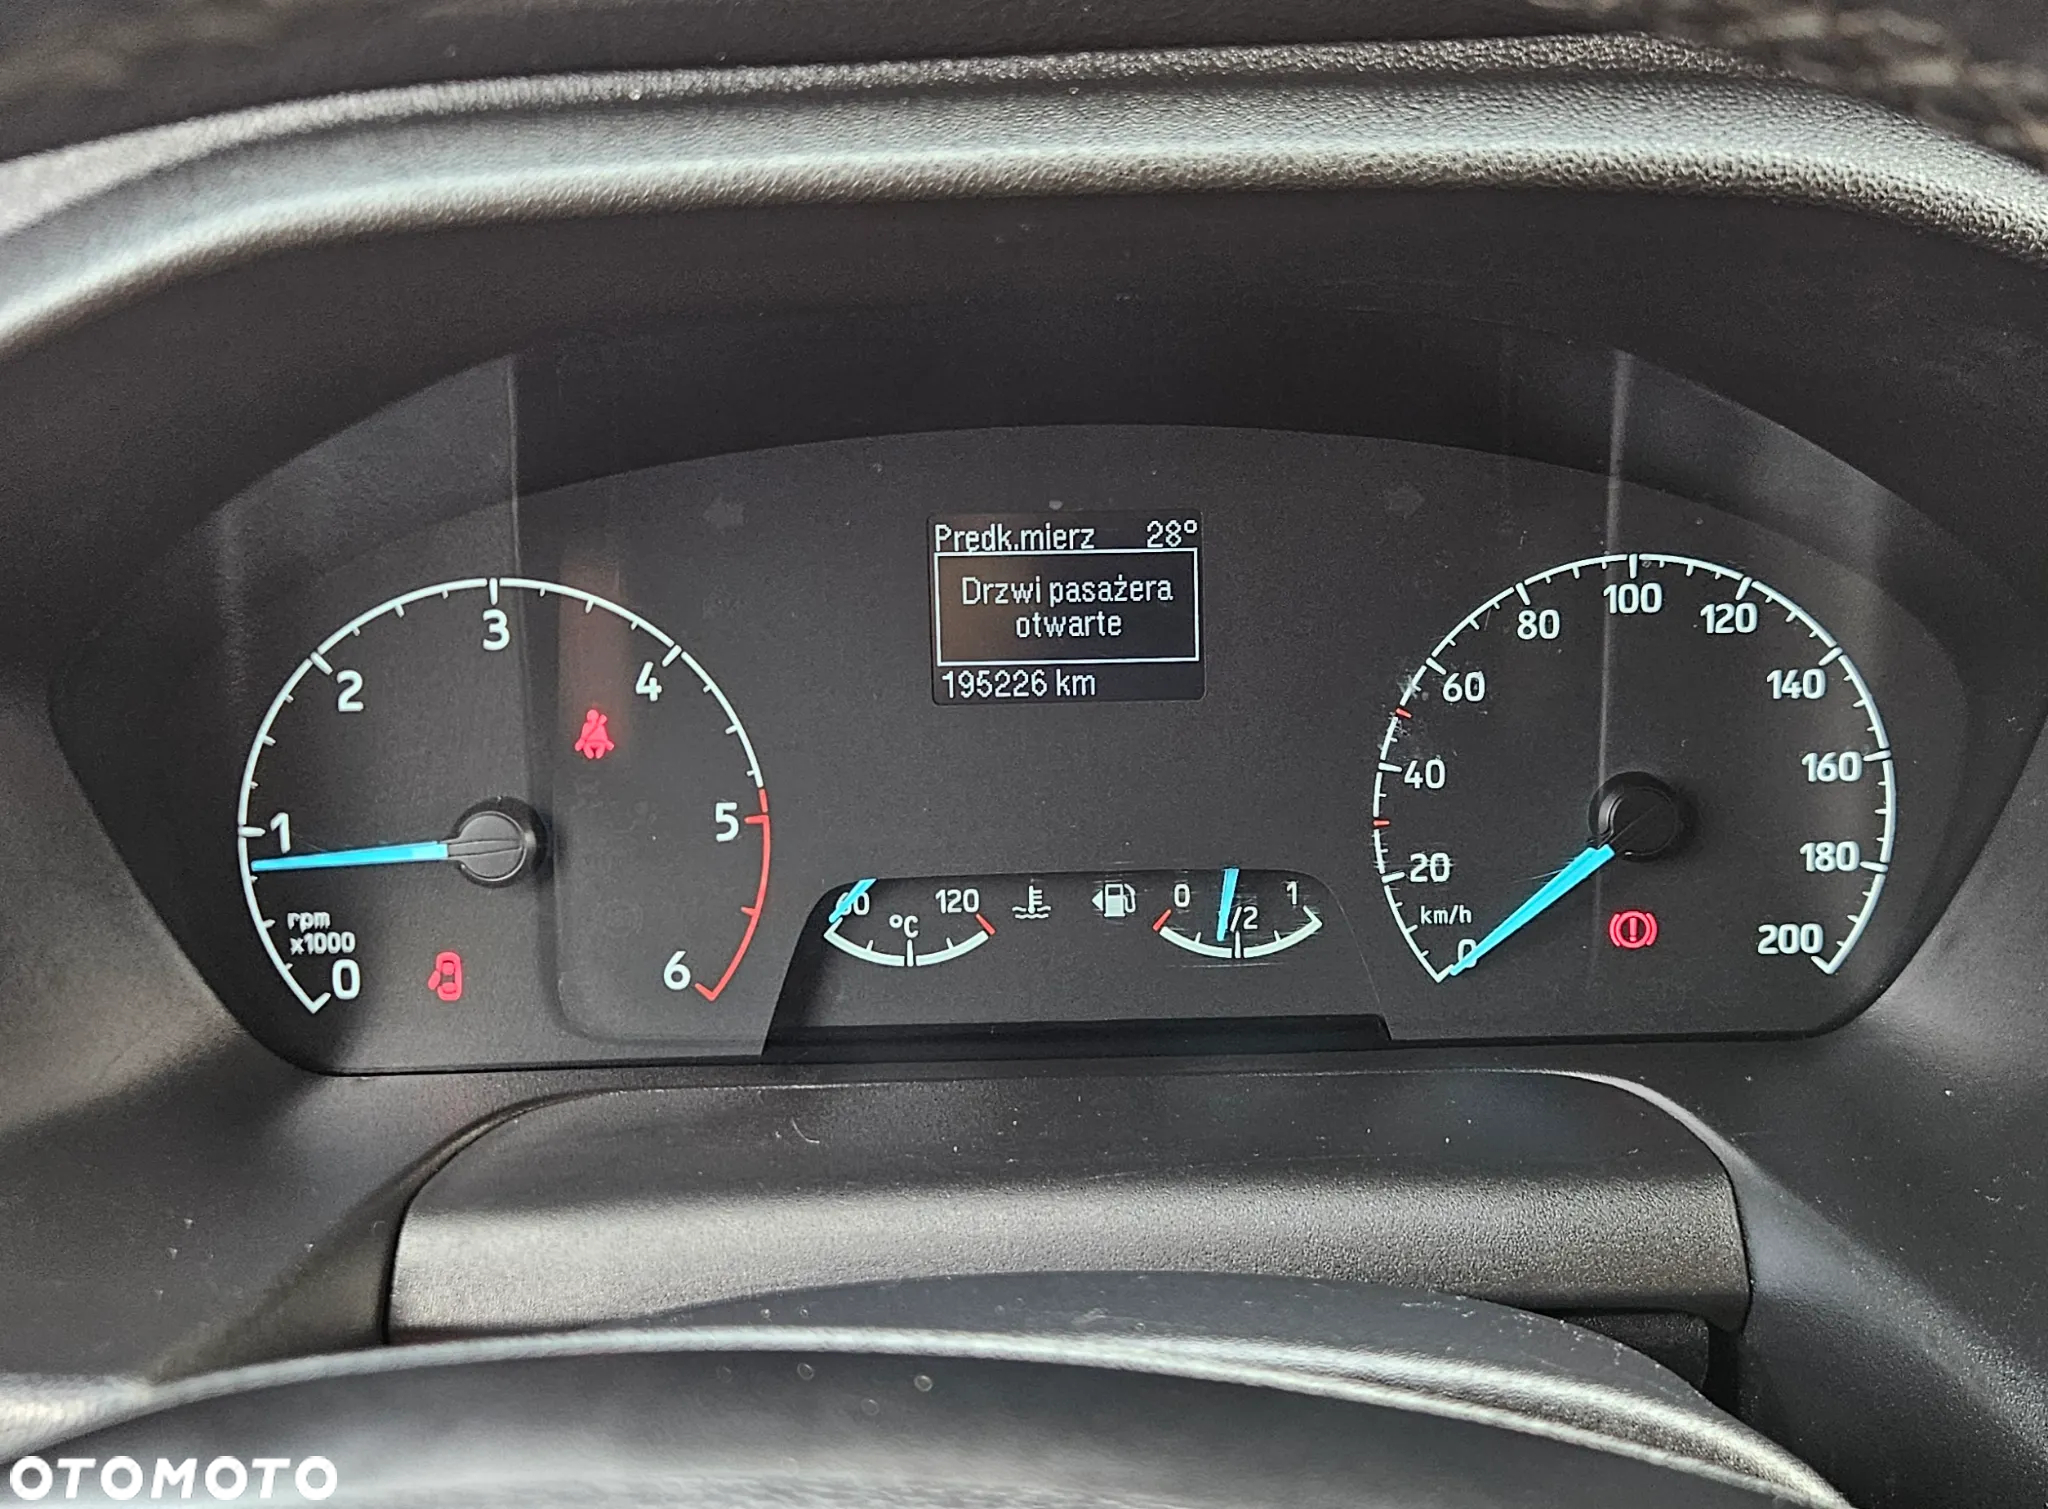 Prędk.mierz 28°
Drzwi pasażera
otwarte
195226 km
0 1 2 3 4 5 6
rpm
x1000
°C
120
0 1/2 1
0 20 40 60 80 100 120 140 160 180 200
km/h
OTOMOTO